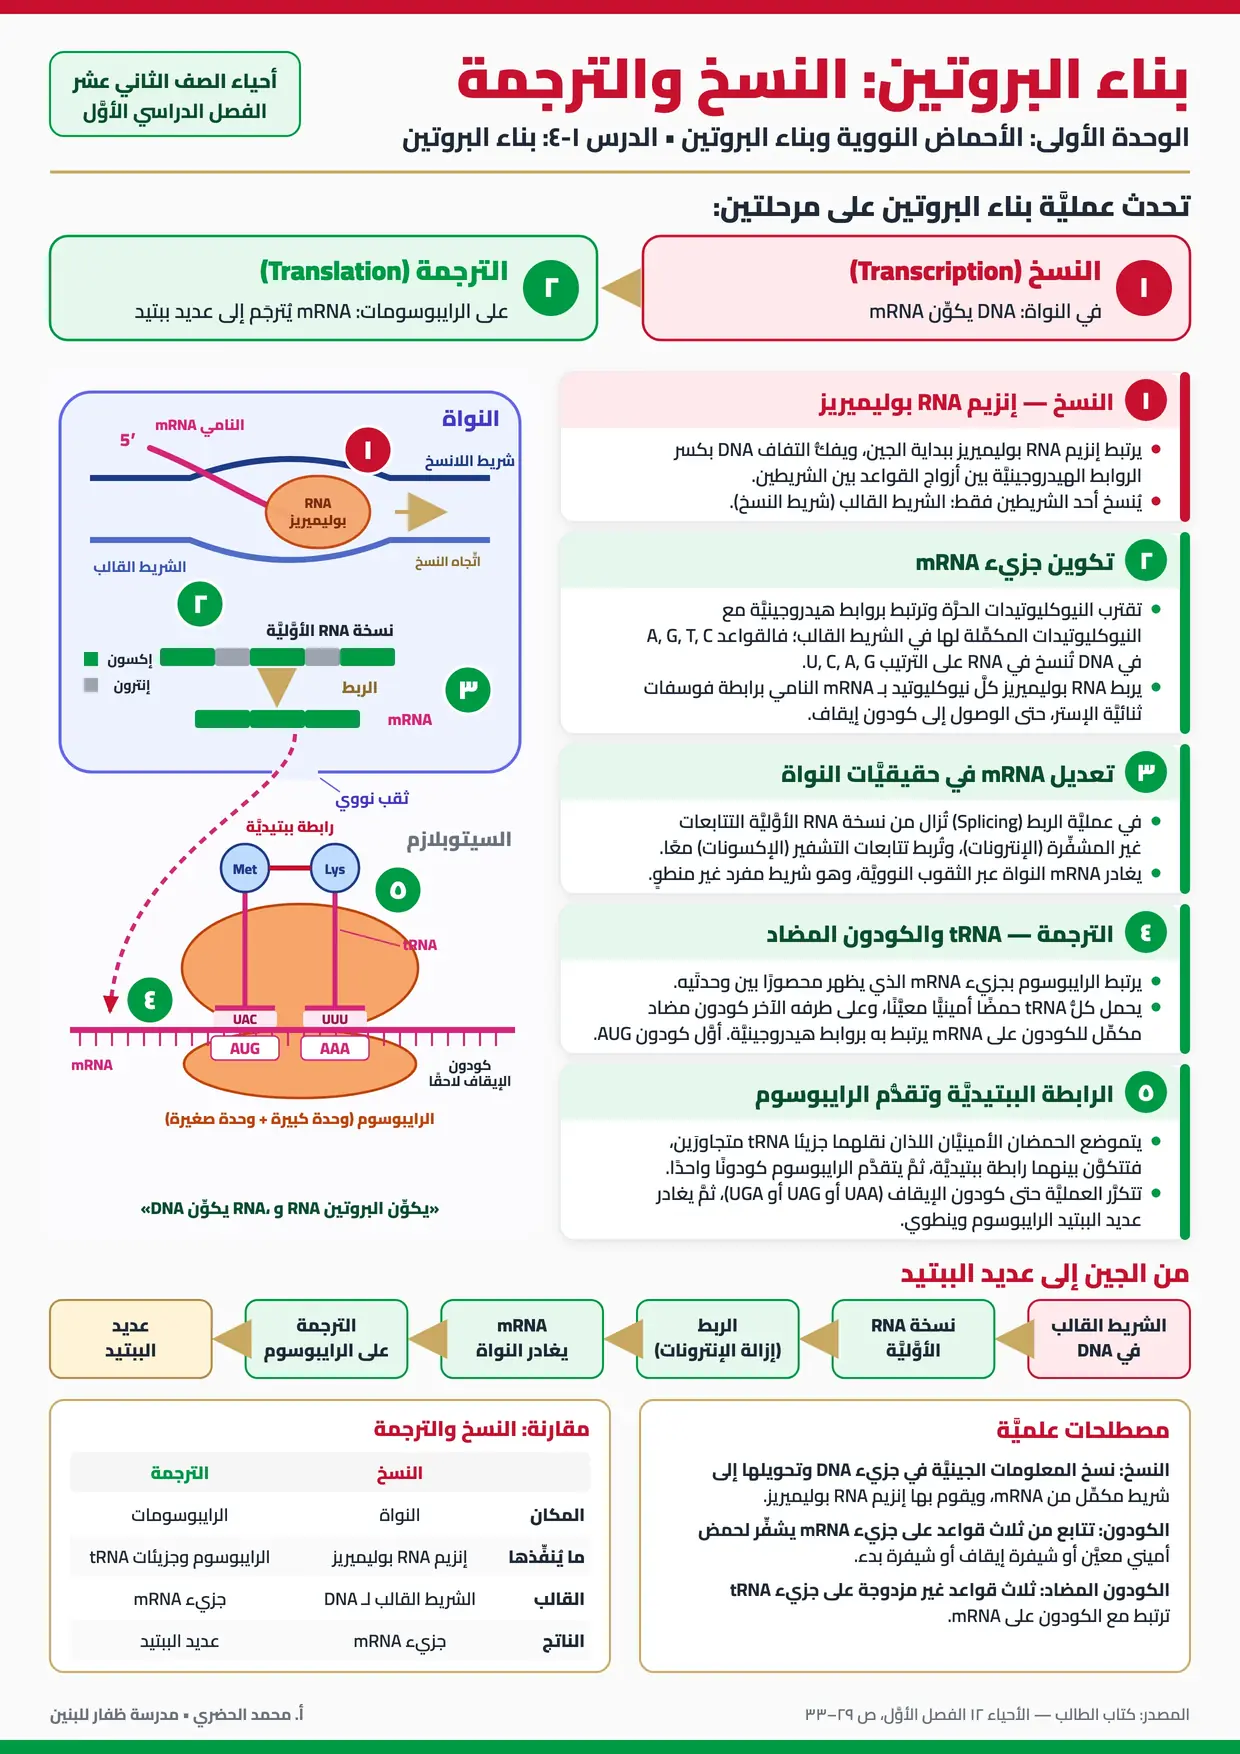 بناء البروتين: النسخ والترجمة
أحياء الصف الثاني عشر
الفصل الدراسي الأوَّل
الوحدة الأولى: الأحماض النووية وبناء البروتين • الدرس ١-٤: بناء البروتين
تحدث عمليَّة بناء البروتين على مرحلتين:
١
النسخ (Transcription)
في النواة: DNA يكوِّن mRNA
٢
الترجمة (Translation)
على الرايبوسومات: mRNA يُترجَم إلى عديد ببتيد
١
النسخ — إنزيم RNA بوليميريز
يرتبط إنزيم RNA بوليميريز ببداية الجين، ويفكُّ التفاف DNA بكسر
الروابط الهيدروجينيَّة بين أزواج القواعد بين الشريطين.
يُنسخ أحد الشريطين فقط: الشريط القالب (شريط النسخ).
٢
تكوين جزيء mRNA
تقترب النيوكليوتيدات الحرَّة وترتبط بروابط هيدروجينيَّة مع
النيوكليوتيدات المكمِّلة لها في الشريط القالب؛ فالقواعد A, G, T, C
في DNA تُنسخ في RNA على الترتيب U, C, A, G.
يربط RNA بوليميريز كلَّ نيوكليوتيد بـ mRNA النامي برابطة فوسفات
ثنائيَّة الإستر، حتى الوصول إلى كودون إيقاف.
٣
تعديل mRNA في حقيقيَّات النواة
في عمليَّة الربط (Splicing) تُزال من نسخة RNA الأوَّليَّة التتابعات
غير المشفِّرة (الإنترونات)، وتُربط تتابعات التشفير (الإكسونات) معًا.
يغادر mRNA النواة عبر الثقوب النوويَّة، وهو شريط مفرد غير منطوٍ.
٤
الترجمة — tRNA والكودون المضاد
يرتبط الرايبوسوم بجزيء mRNA الذي يظهر محصورًا بين وحدتَيه.
يحمل كلُّ tRNA حمضًا أمينيًّا معيَّنًا، وعلى طرفه الآخر كودون مضاد
مكمِّل للكودون على mRNA يرتبط به بروابط هيدروجينيَّة. أوَّل كودون AUG.
٥
الرابطة الببتيديَّة وتقدُّم الرايبوسوم
يتموضع الحمضان الأمينيَّان اللذان نقلهما جزيئا tRNA متجاوزين،
فتتكوَّن بينهما رابطة ببتيديَّة، ثمَّ يتقدَّم الرايبوسوم كودونًا واحدًا.
تتكرَّر العمليَّة حتى كودون الإيقاف (UAA أو UAG أو UGA)، ثمَّ يغادر
عديد الببتيد الرايبوسوم وينطوي.
النواة
mRNA النامي
5′
١
شريط اللانسخ
RNA
بوليميريز
اتِّجاه النسخ
الشريط القالب
٢
نسخة RNA الأوَّليَّة
إكسون
إنترون
الربط
٣
mRNA
ثقب نووي
السيتوبلازم
رابطة ببتيديَّة
Met
Lys
٥
tRNA
٤
UAC
UUU
AUG
AAA
mRNA
كودون
الإيقاف لاحقًا
الرايبوسوم (وحدة كبيرة + وحدة صغيرة)
«DNA يكوِّن RNA، و RNA يكوِّن البروتين»
من الجين إلى عديد الببتيد
الشريط القالب
في DNA
نسخة RNA
الأوَّليَّة
الربط
(إزالة الإنترونات)
mRNA
يغادر النواة
الترجمة
على الرايبوسوم
عديد
الببتيد
مصطلحات علميَّة
النسخ: نسخ المعلومات الجينيَّة في جزيء DNA وتحويلها إلى
شريط مكمِّل من mRNA، ويقوم بها إنزيم RNA بوليميريز.
الكودون: تتابع من ثلاث قواعد على جزيء mRNA يشفِّر لحمض
أميني معيَّن أو شيفرة إيقاف أو شيفرة بدء.
الكودون المضاد: ثلاث قواعد غير مزدوجة على جزيء tRNA
ترتبط مع الكودون على mRNA.
مقارنة: النسخ والترجمة
النسخ الترجمة
المكان النواة الرايبوسومات
ما يُنفِّذها إنزيم RNA بوليميريز الرايبوسوم وجزيئات tRNA
القالب الشريط القالب لـ DNA جزيء mRNA
الناتج جزيء mRNA عديد الببتيد
المصدر: كتاب الطالب — الأحياء ١٢ الفصل الأوَّل، ص ٢٩–٣٣
أ. محمد الحضري • مدرسة ظفار للبنين